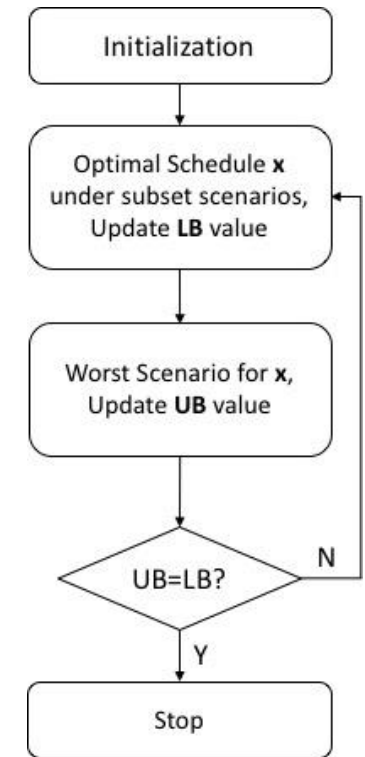 Initialization
Optimal Schedule x
under subset scenarios,
Update LB value
Worst Scenario for x,
Update UB value
UB=LB?
N
Y
Stop